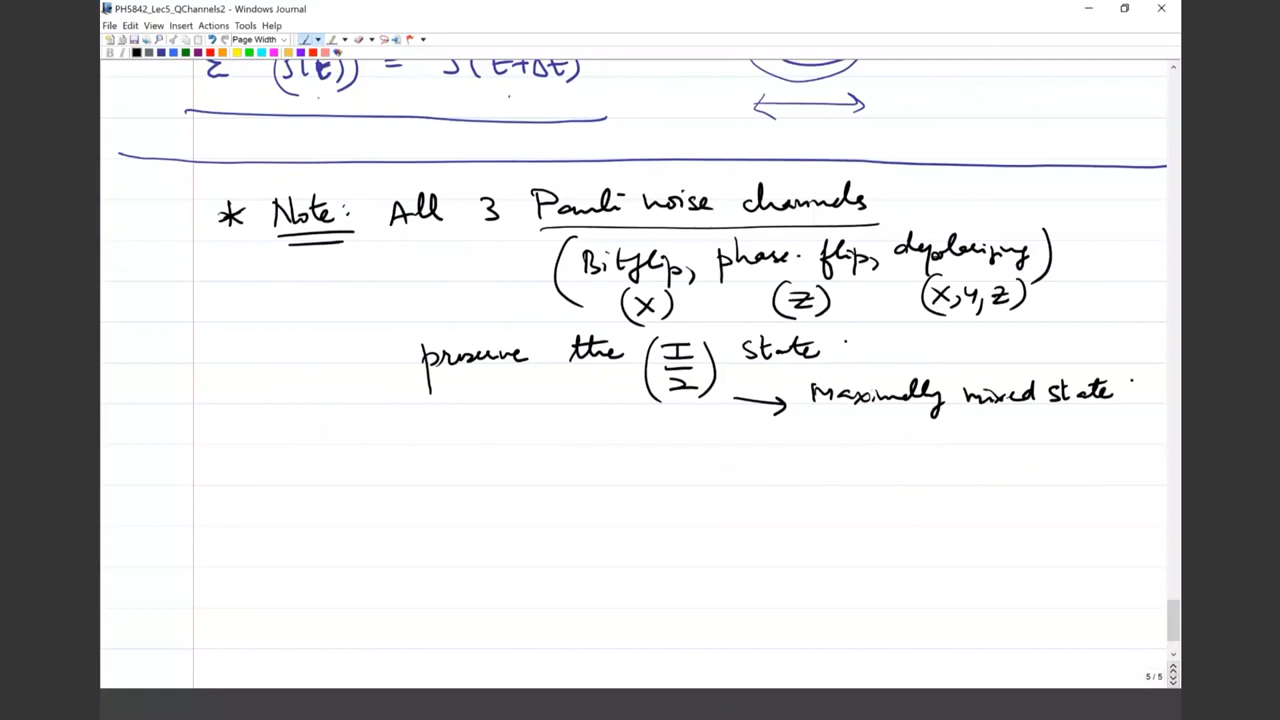 PH5842_Lec5_QChannels2 - Windows Journal
File Edit View Insert Actions Tools Help
Page Width
B I
ε (ρ(t)) = ρ(t+Δt)
* Note: All 3 Pauli noise channels
(Bitflip, phase-flip, depolarizing)
(X) (Z) (X,Y,Z)
preserve the (I/2) state.
→ Maximally mixed state.
5 / 5